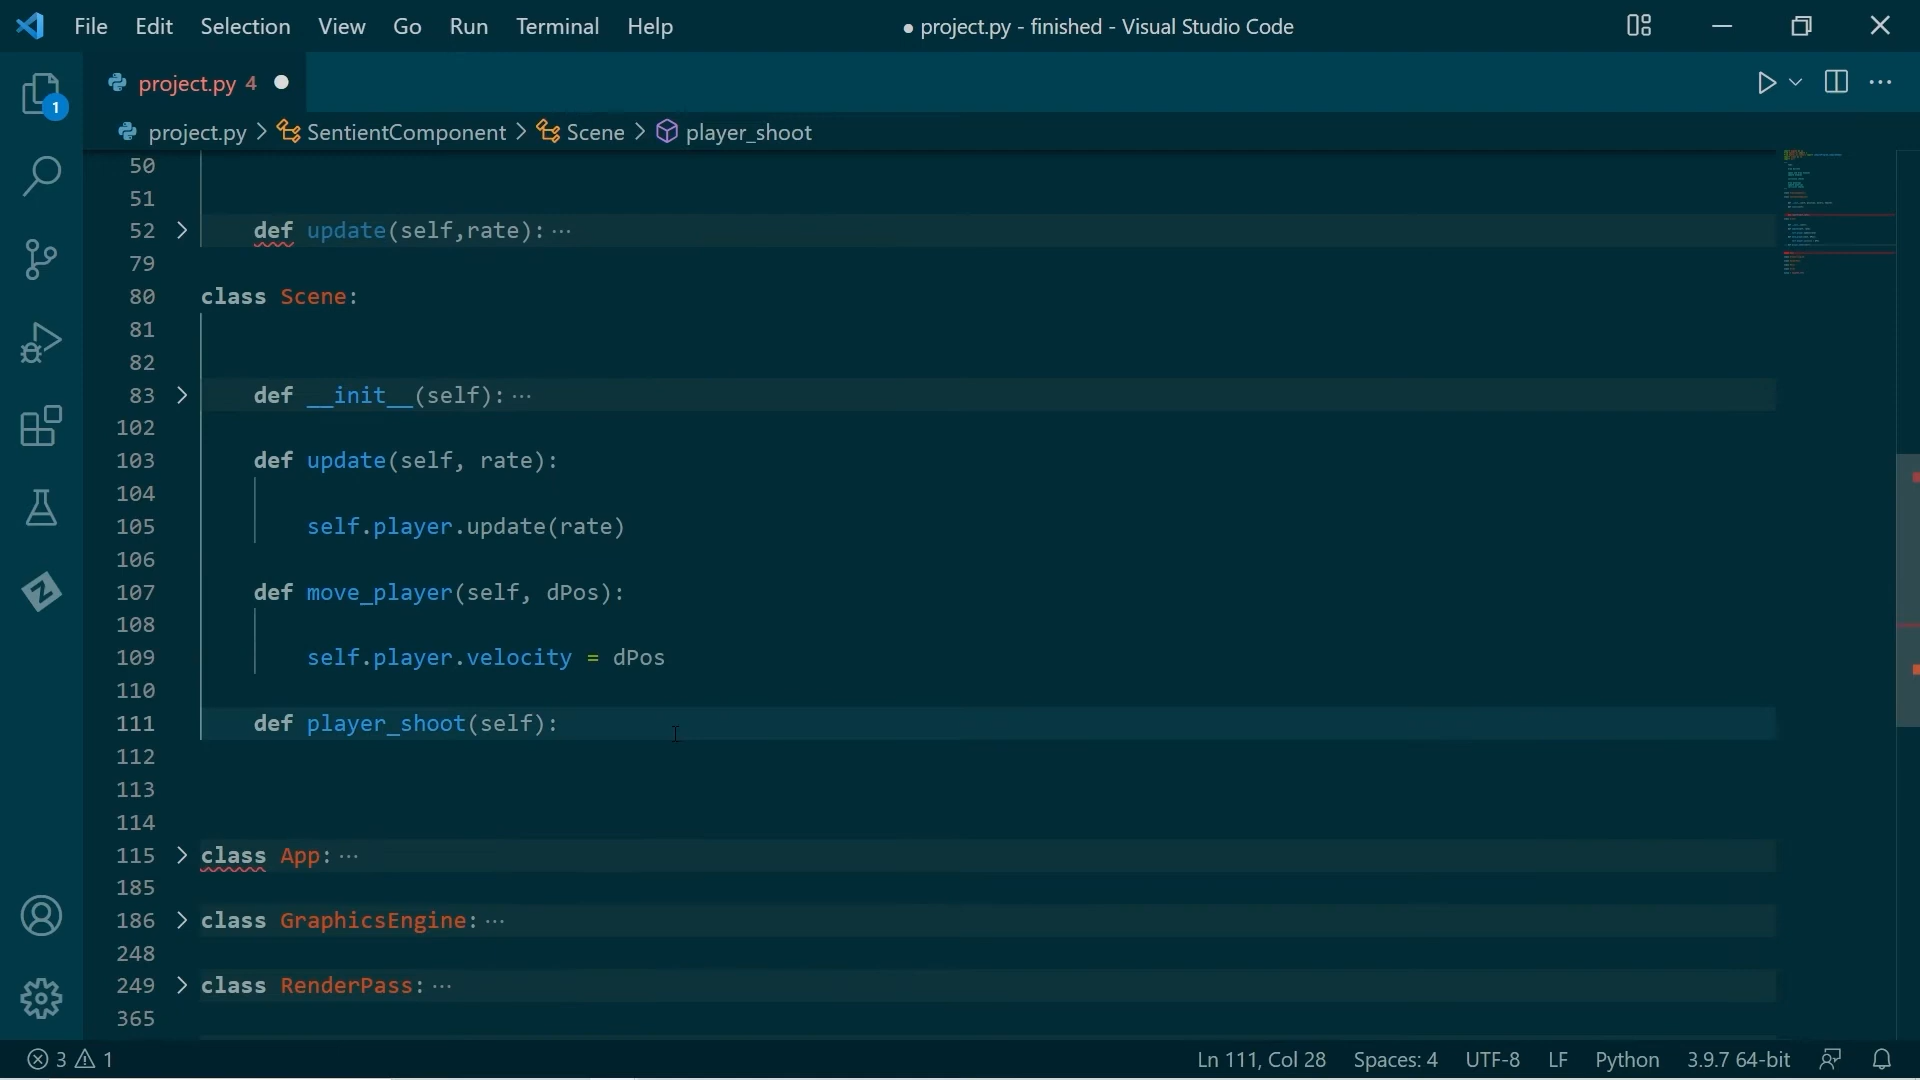 File Edit Selection View Go Run Terminal Help ● project.py - finished - Visual Studio Code
project.py 4 ●
project.py > SentientComponent > Scene > player_shoot
1
50
51
52 > def update(self,rate): ···
79
80 class Scene:
81
82
83 > def __init__(self): ···
102
103 def update(self, rate):
104
105 self.player.update(rate)
106
107 def move_player(self, dPos):
108
109 self.player.velocity = dPos
110
111 def player_shoot(self):
112
113
114
115 > class App: ···
185
186 > class GraphicsEngine: ···
248
249 > class RenderPass: ···
365
3 1 Ln 111, Col 28 Spaces: 4 UTF-8 LF Python 3.9.7 64-bit